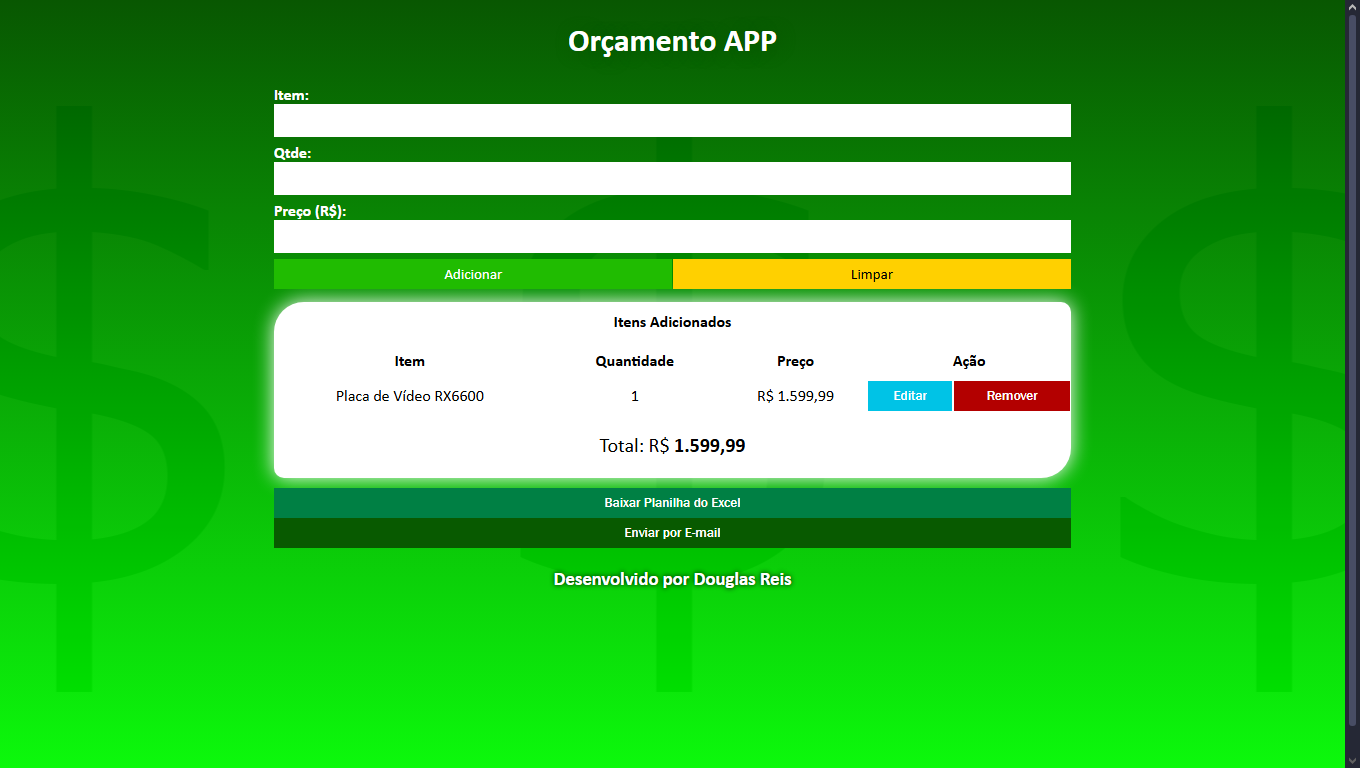 Orçamento APP
Item:
Qtde:
Preço (R$):
Adicionar Limpar
Itens Adicionados
Item Quantidade Preço Ação
Placa de Vídeo RX6600 1 R$ 1.599,99 Editar Remover
Total: R$ 1.599,99
Baixar Planilha do Excel
Enviar por E-mail
Desenvolvido por Douglas Reis